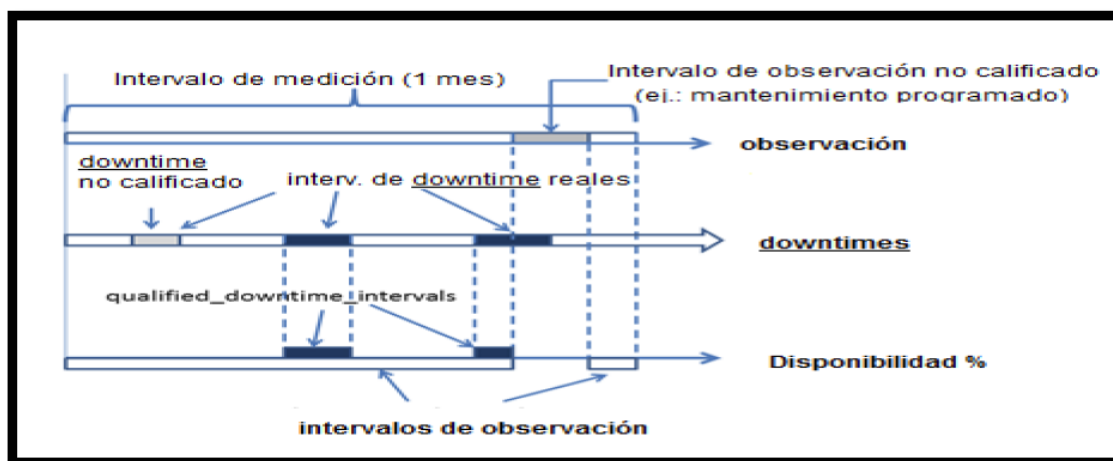 Intervalo de medición (1 mes)
Intervalo de observación no calificado
(ej.: mantenimiento programado)
observación
downtime
no calificado
interv. de downtime reales
downtimes
qualified_downtime_intervals
Disponibilidad %
intervalos de observación